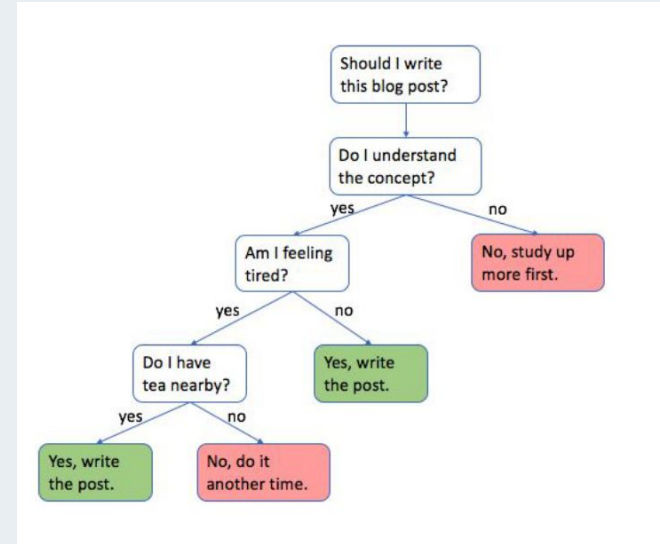 Should I write
this blog post?
Do I understand
the concept?
yes
no
Am I feeling
tired?
No, study up
more first.
yes
no
Do I have
tea nearby?
Yes, write
the post.
yes
no
Yes, write
the post.
No, do it
another time.